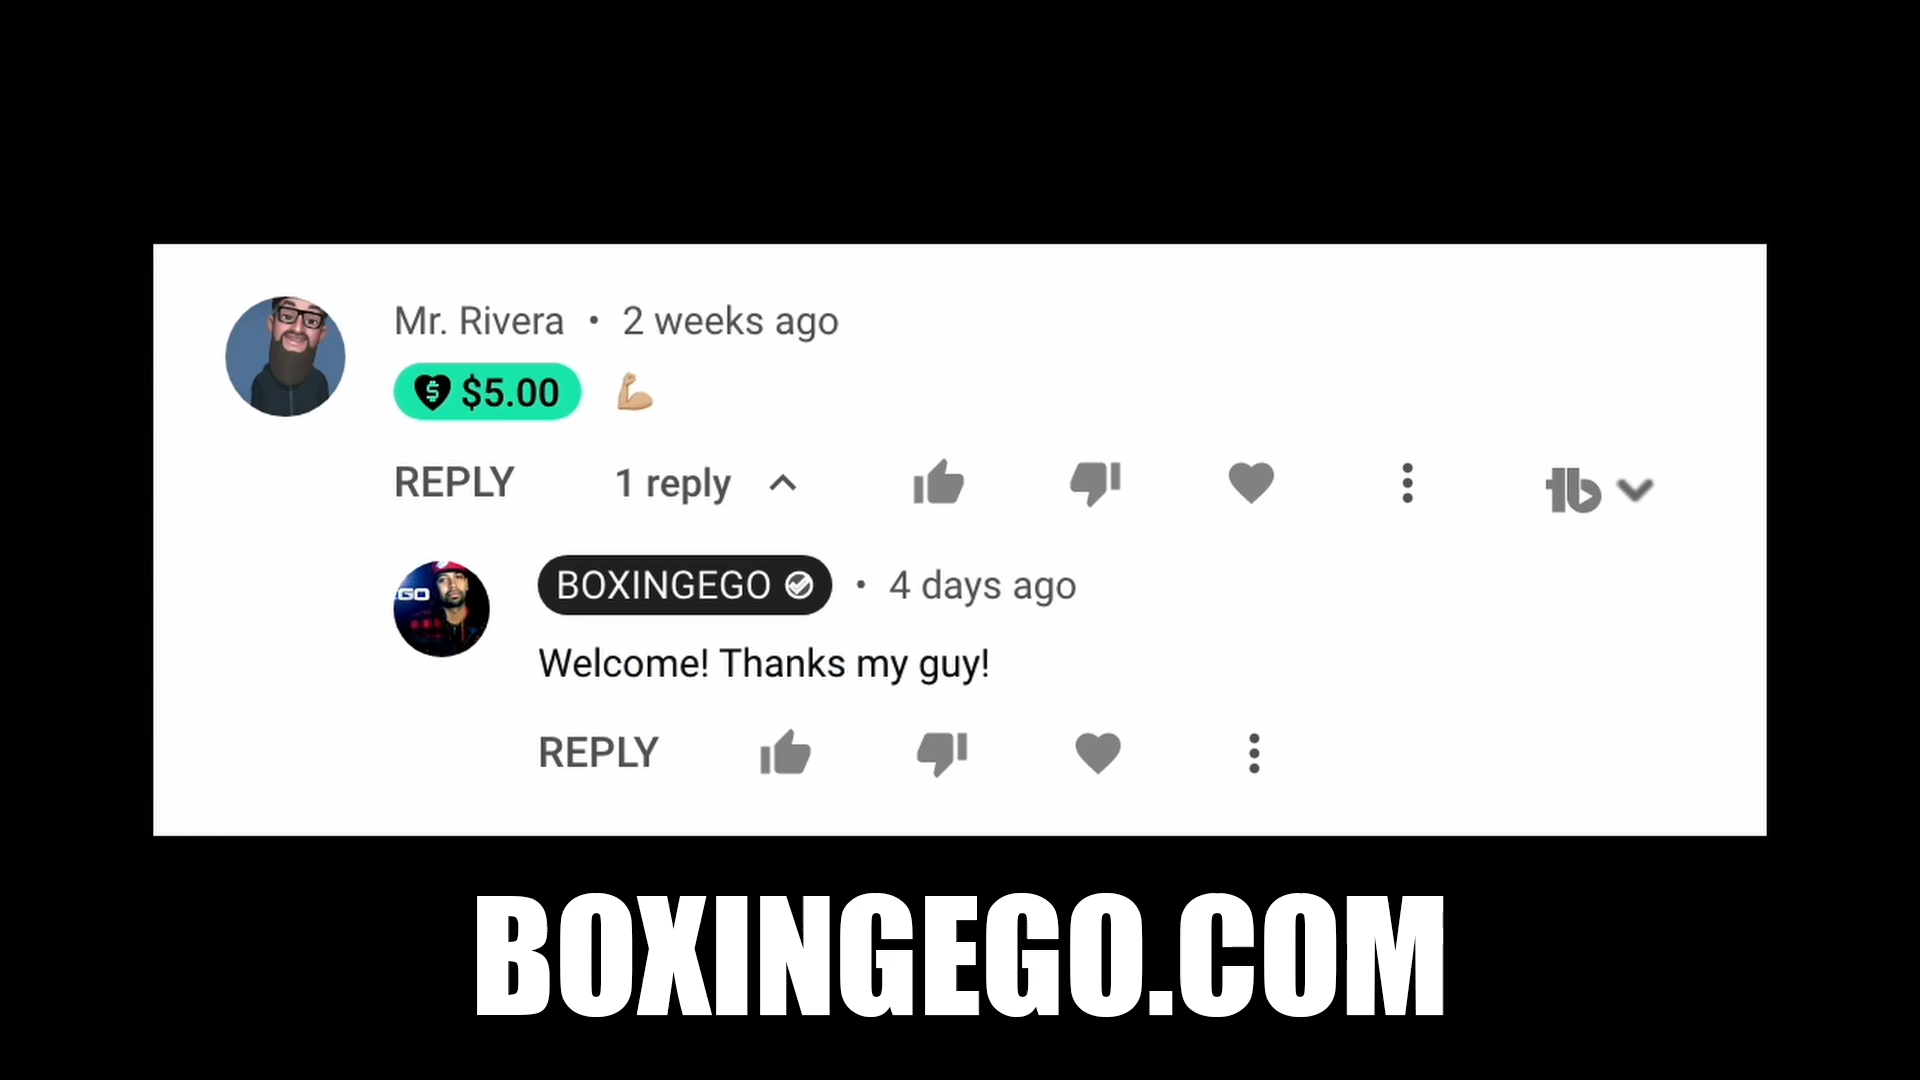 Mr. Rivera • 2 weeks ago
$5.00 💪🏼
REPLY 1 reply
GO
BOXINGEGO • 4 days ago
Welcome! Thanks my guy!
REPLY
BOXINGEGO.COM